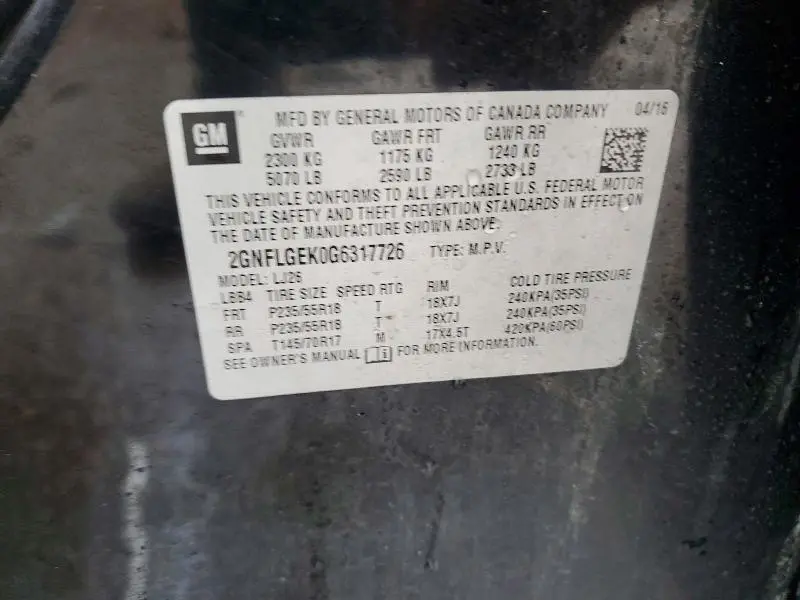 GM
MFD BY GENERAL MOTORS OF CANADA COMPANY 04/16
GVWR GAWR FRT GAWR RR
2300 KG 1175 KG 1240 KG
5070 LB 2590 LB 2733 LB
THIS VEHICLE CONFORMS TO ALL APPLICABLE U.S. FEDERAL MOTOR
VEHICLE SAFETY AND THEFT PREVENTION STANDARDS IN EFFECT ON
THE DATE OF MANUFACTURE SHOWN ABOVE.
2GNFLGEK0G6317726 TYPE: M.P.V.
MODEL: LJ26
LBB4 TIRE SIZE SPEED RTG RIM COLD TIRE PRESSURE
FRT P235/55R18 T 18X7J 240KPA(35PSI)
RR P235/55R18 T 18X7J 240KPA(35PSI)
SPA T145/70R17 M 17X4.5T 420KPA(60PSI)
SEE OWNER'S MANUAL FOR MORE INFORMATION.